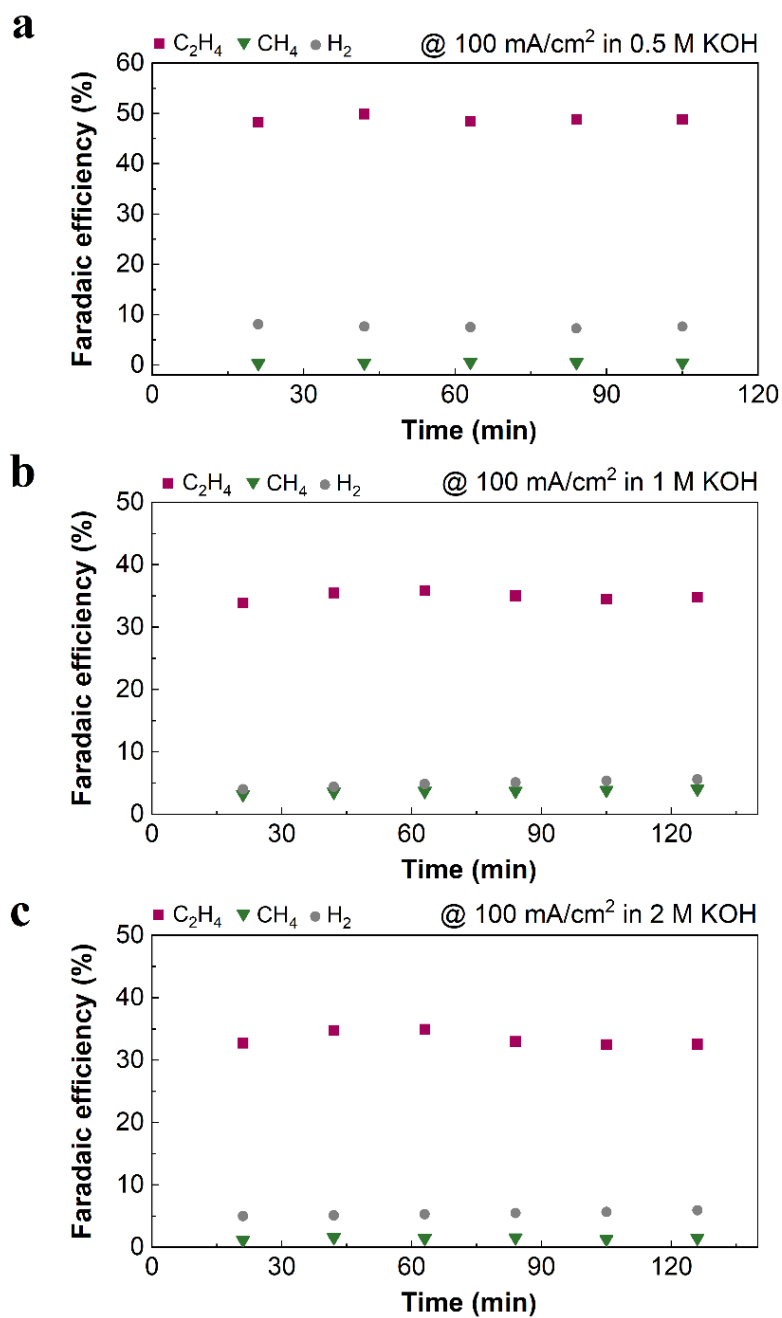 a
C₂H₄ CH₄ H₂ @ 100 mA/cm² in 0.5 M KOH
60
50
40
30
20
10
0
Faradaic efficiency (%)
0 30 60 90 120
Time (min)
b
C₂H₄ CH₄ H₂ @ 100 mA/cm² in 1 M KOH
50
40
30
20
10
0
Faradaic efficiency (%)
0 30 60 90 120
Time (min)
c
C₂H₄ CH₄ H₂ @ 100 mA/cm² in 2 M KOH
50
40
30
20
10
0
Faradaic efficiency (%)
0 30 60 90 120
Time (min)